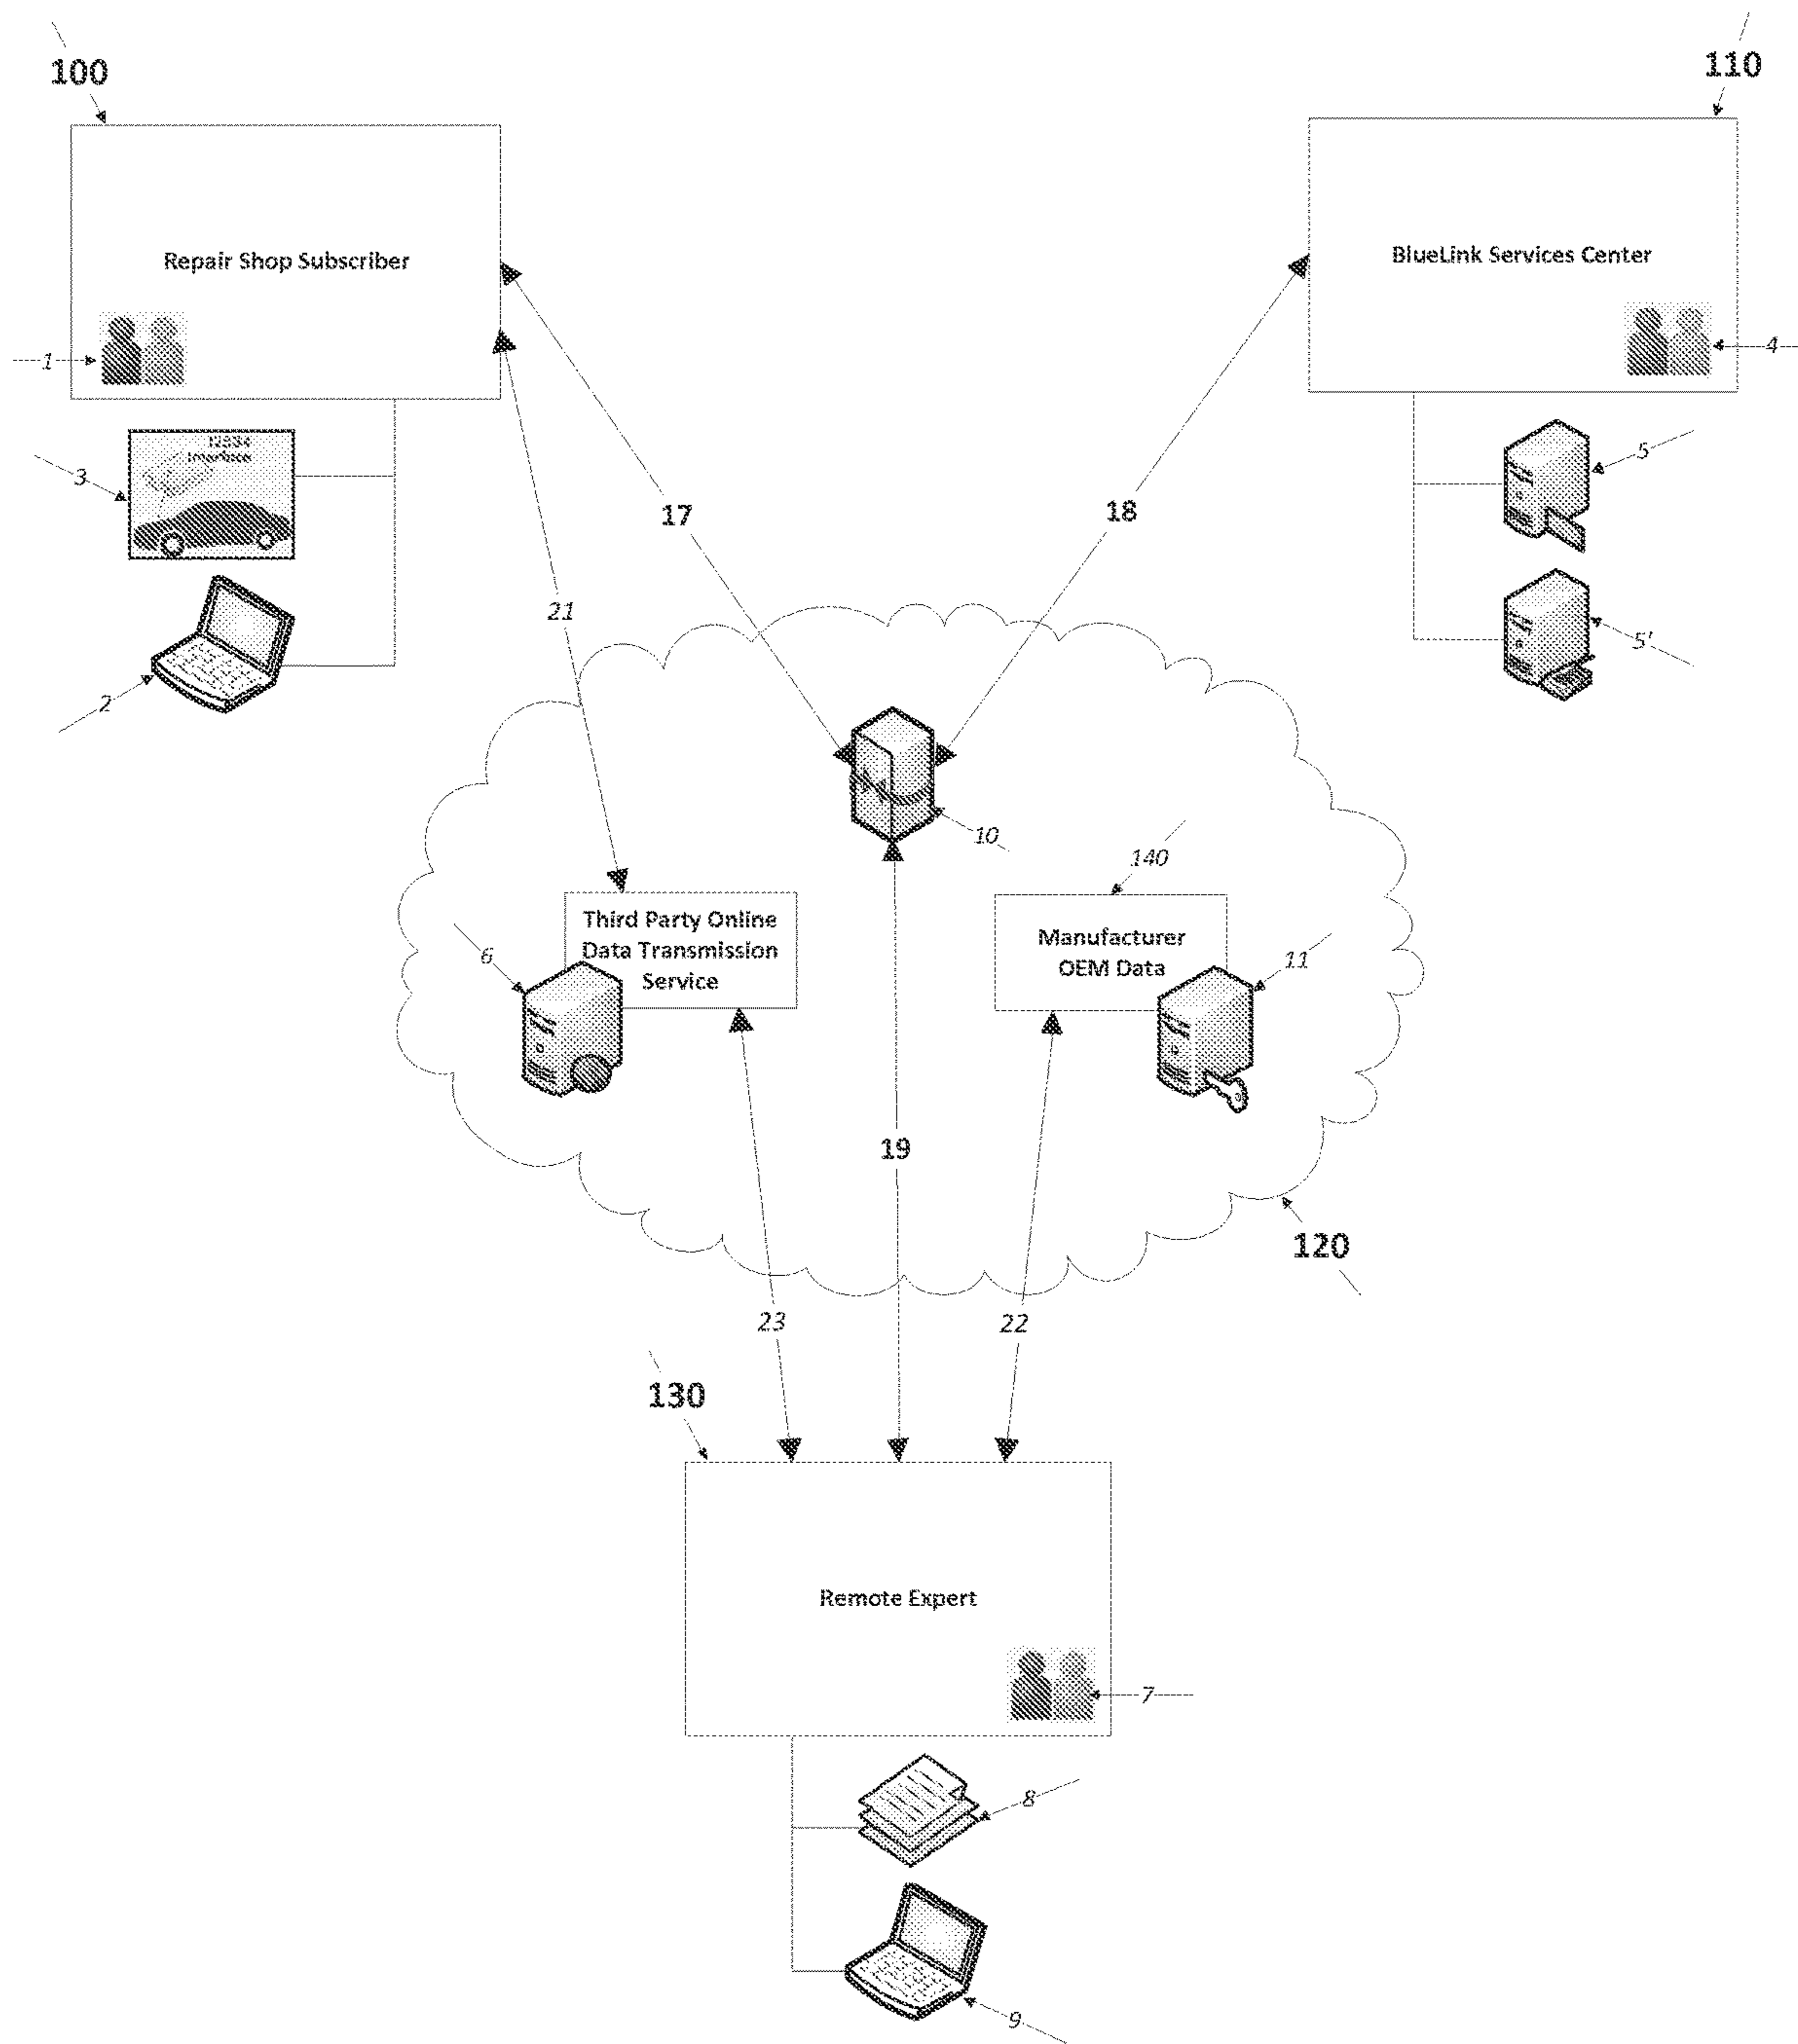 100
110
Repair Shop Subscriber
BlueLink Services Center
1
4
J2534
Interface
3
5
17
18
21
5'
2
10
140
Third Party Online
Data Transmission
Service
Manufacturer
OEM Data
6
11
19
120
23
22
130
Remote Expert
7
8
9